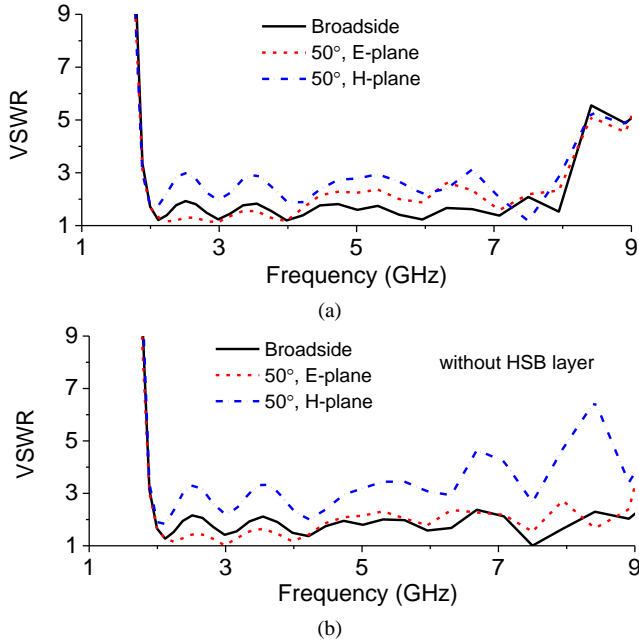 9
7
5
3
1
VSWR
Broadside
50°, E-plane
50°, H-plane
1 3 5 7 9
Frequency (GHz)
(a)
9
7
5
3
1
VSWR
Broadside
50°, E-plane
50°, H-plane
without HSB layer
1 3 5 7 9
Frequency (GHz)
(b)